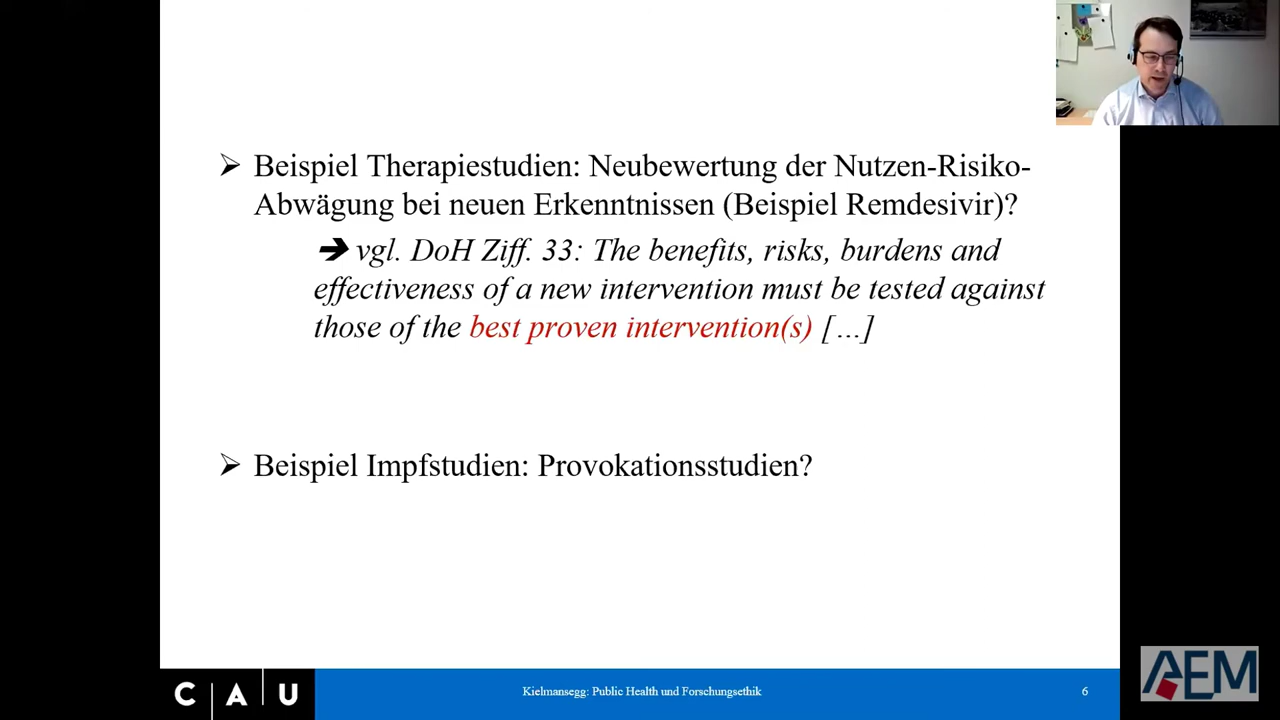 ➢ Beispiel Therapiestudien: Neubewertung der Nutzen-Risiko-
Abwägung bei neuen Erkenntnissen (Beispiel Remdesivir)?
➔ vgl. DoH Ziff. 33: The benefits, risks, burdens and
effectiveness of a new intervention must be tested against
those of the best proven intervention(s) […]
➢ Beispiel Impfstudien: Provokationsstudien?
CAU
Kielmansegg: Public Health und Forschungsethik
6
AEM